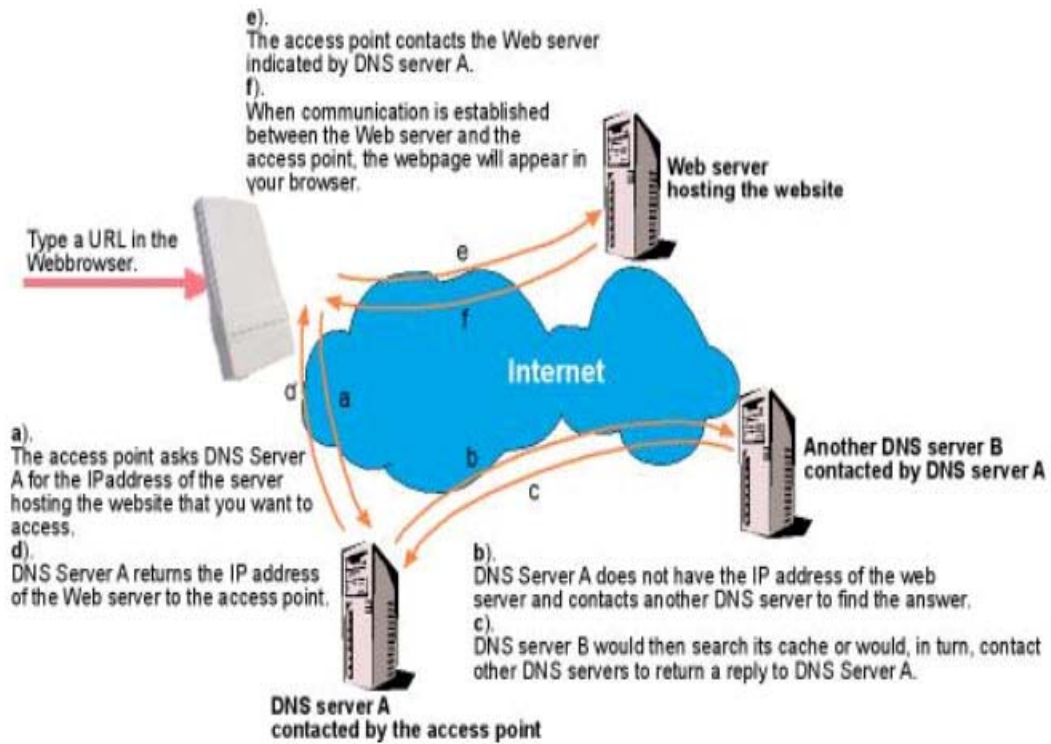 e).
The access point contacts the Web server
indicated by DNS server A.
f).
When communication is established
between the Web server and the
access point, the webpage will appear in
your browser.
Web server
hosting the website
Type a URL in the
Webbrowser.
e
f
Internet
d
a
a).
The access point asks DNS Server
A for the IPaddress of the server
hosting the website that you want to
access.
d).
DNS Server A returns the IP address
of the Web server to the access point.
b
c
Another DNS server B
contacted by DNS server A
b).
DNS Server A does not have the IP address of the web
server and contacts another DNS server to find the answer.
c).
DNS server B would then search its cache or would, in turn, contact
other DNS servers to return a reply to DNS Server A.
DNS server A
contacted by the access point